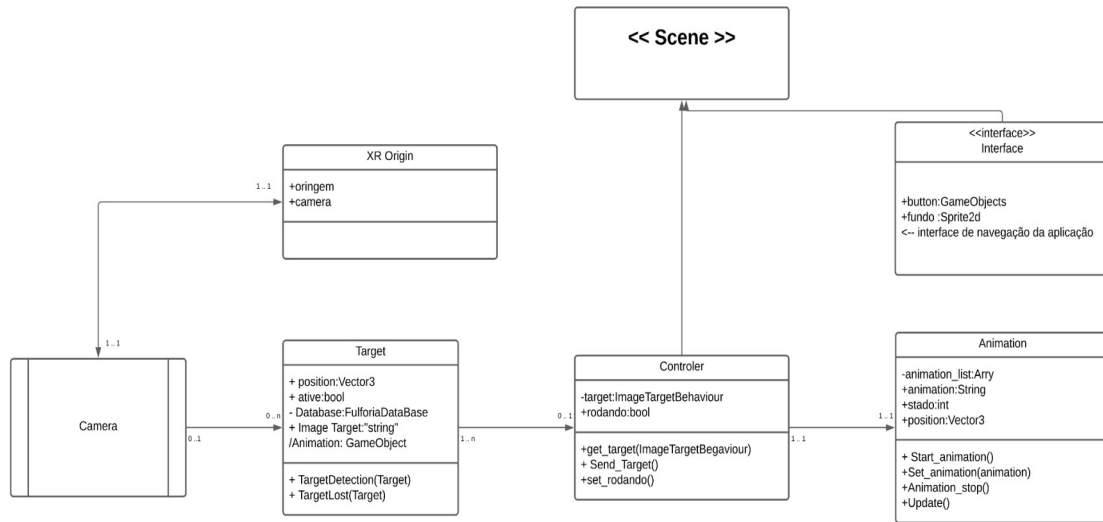 << Scene >>
<<interface>>
Interface
+button:GameObjects
+fundo :Sprite2d
<-- interface de navegação da aplicação
XR Origin
+oringem
+camera
1...1
1...1
Camera
0..1
0..n
Target
+ position:Vector3
+ ative:bool
- Database:FulforiaDataBase
+ Image Target:"string"
/Animation: GameObject
+ TargetDetection(Target)
+ TargetLost(Target)
1...n
0...1
Controler
-target:ImageTargetBehaviour
+rodando:bool
+get_target(ImageTargetBegaviour)
+ Send_Target()
+set_rodando()
1...1
1...1
Animation
-animation_list:Arry
+animation:String
+stado:int
+position:Vector3
+ Start_animation()
+Set_animation(animation)
+Animation_stop()
+Update()